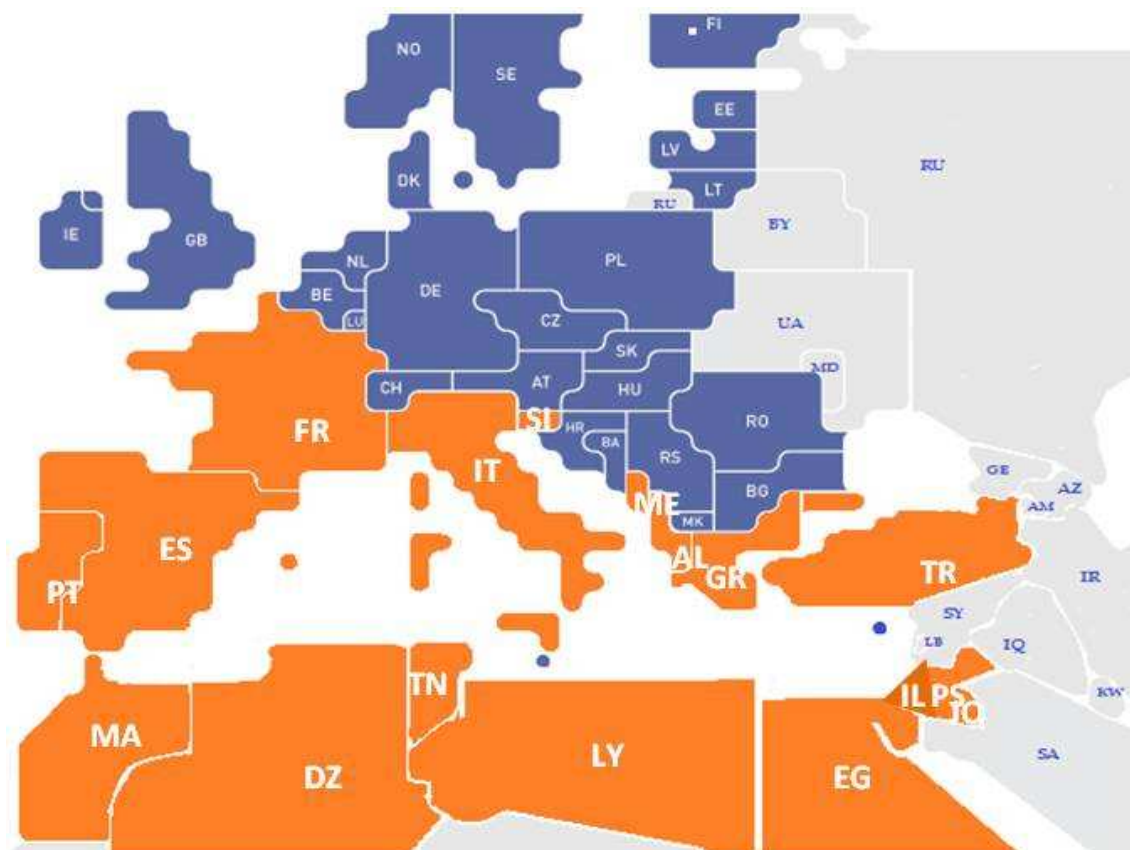 FI
NO
SE
EE
LV
RU
DK
LT
RU
BY
IE
GB
NL
PL
BE
DE
LU
CZ
UA
SK
MD
CH
AT
HU
FR
SI
HR
RO
BA
IT
RS
GE
BG
AZ
ME
MK
AM
ES
AL
PT
GR
TR
IR
SY
LB
IQ
TN
IL
PS
JO
KW
MA
LY
SA
DZ
EG